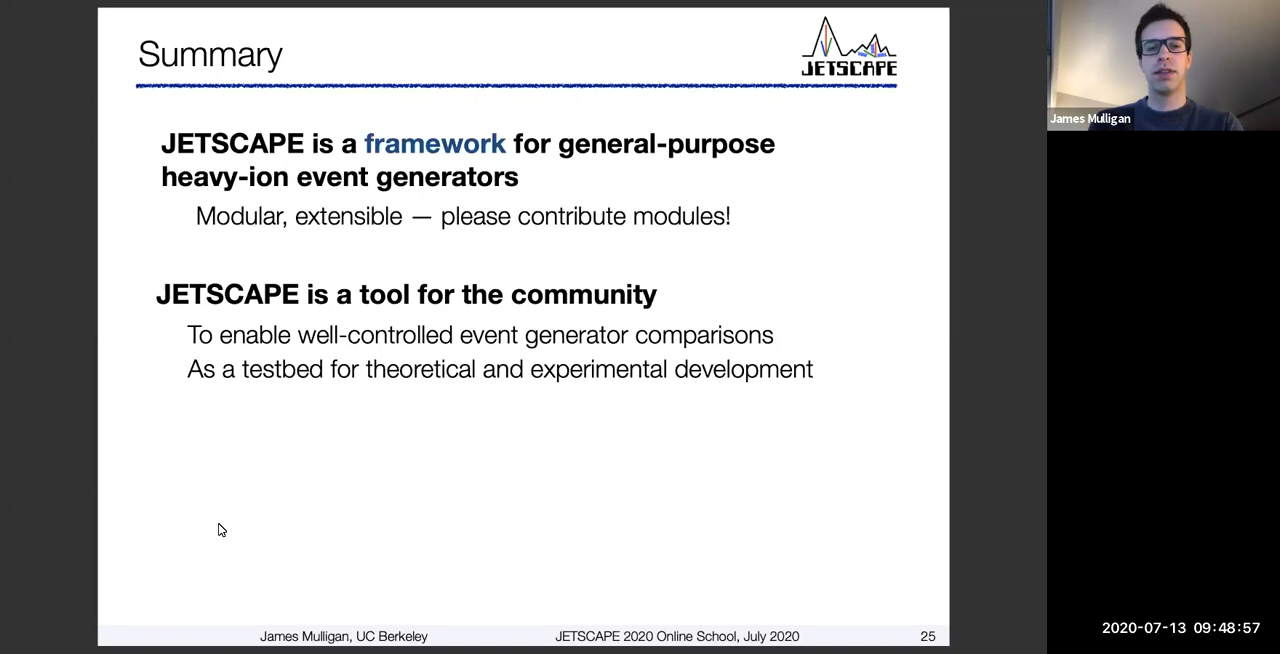 Summary
JETSCAPE
JETSCAPE is a framework for general-purpose
heavy-ion event generators
Modular, extensible — please contribute modules!
JETSCAPE is a tool for the community
To enable well-controlled event generator comparisons
As a testbed for theoretical and experimental development
James Mulligan, UC Berkeley
JETSCAPE 2020 Online School, July 2020
25
James Mulligan
2020-07-13 09:48:57